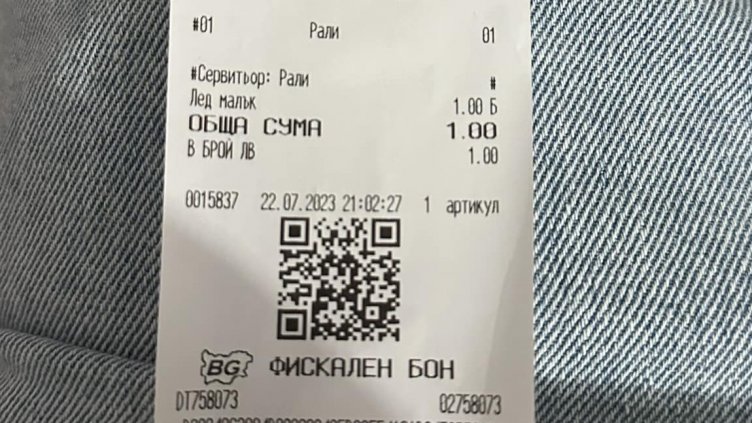 #01 Рали 01
#Сервитьор: Рали #
Лед малък 1.00 Б
ОБЩА СУМА 1.00
В БРОЙ ЛВ 1.00
0015837 22.07.2023 21:02:27 1 артикул
BG ФИСКАЛЕН БОН
DT758073 02758073